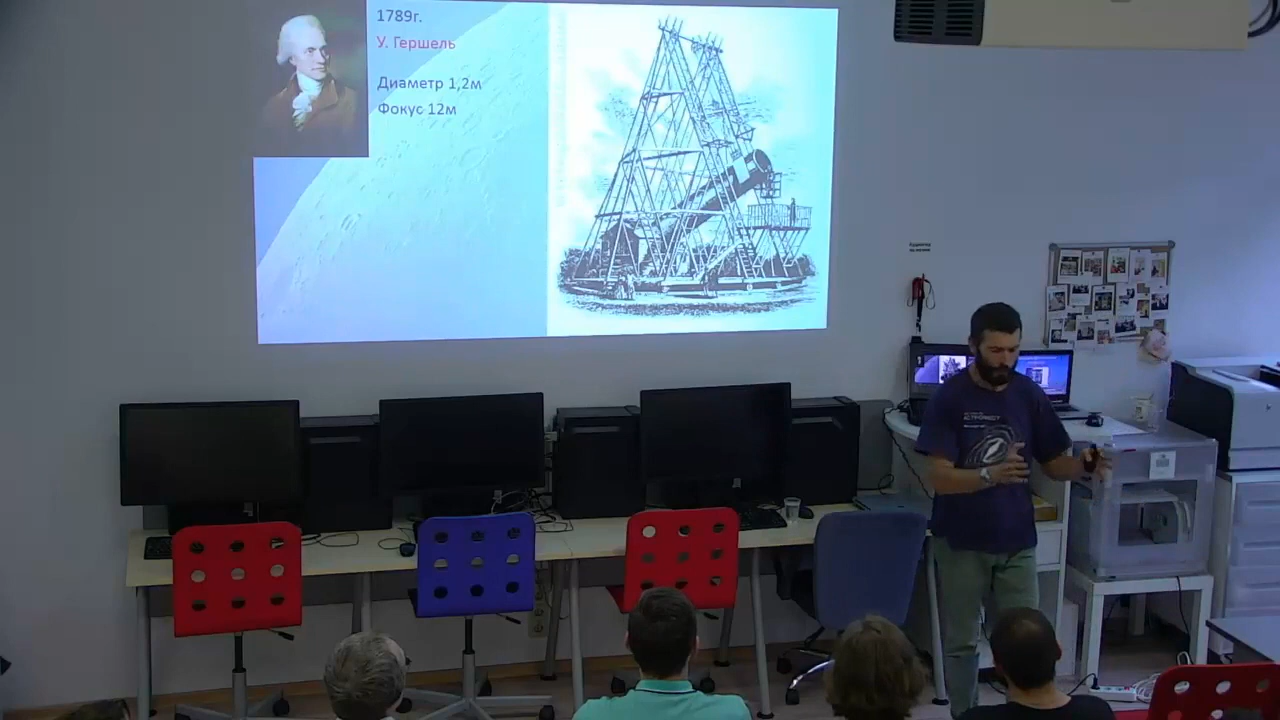 1789г.
У. Гершель
Диаметр 1,2м
Фокус 12м